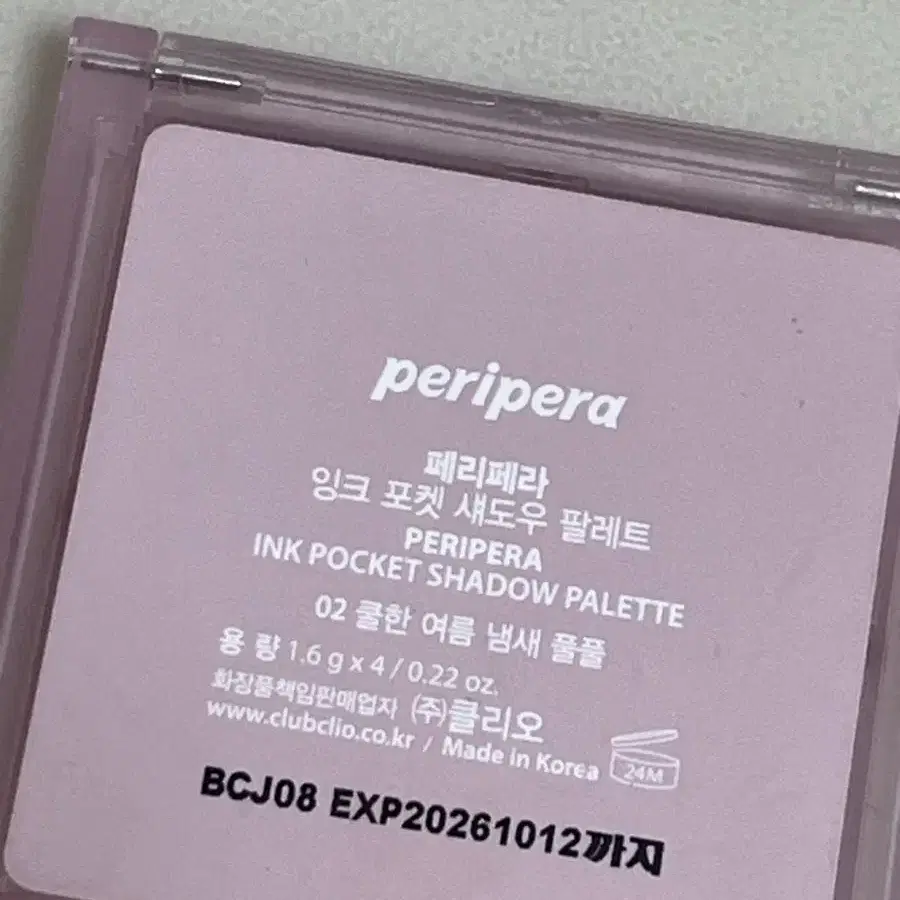 peripera
페리페라
잉크 포켓 섀도우 팔레트
PERIPERA
INK POCKET SHADOW PALETTE
02 쿨한 여름 냄새 풀풀
용 량 1.6 g x 4 / 0.22 oz.
화장품책임판매업자 (주)클리오
www.clubclio.co.kr / Made in Korea
24M
BCJ08 EXP20261012까지